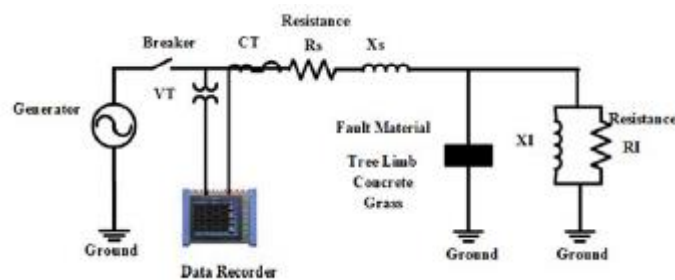 Resistance
Breaker
CT
Rs
Xs
VT
Generator
Fault Material
Tree Limb
Concrete
Grass
Xl
Resistance
Rl
Ground
Ground
Ground
Data Recorder